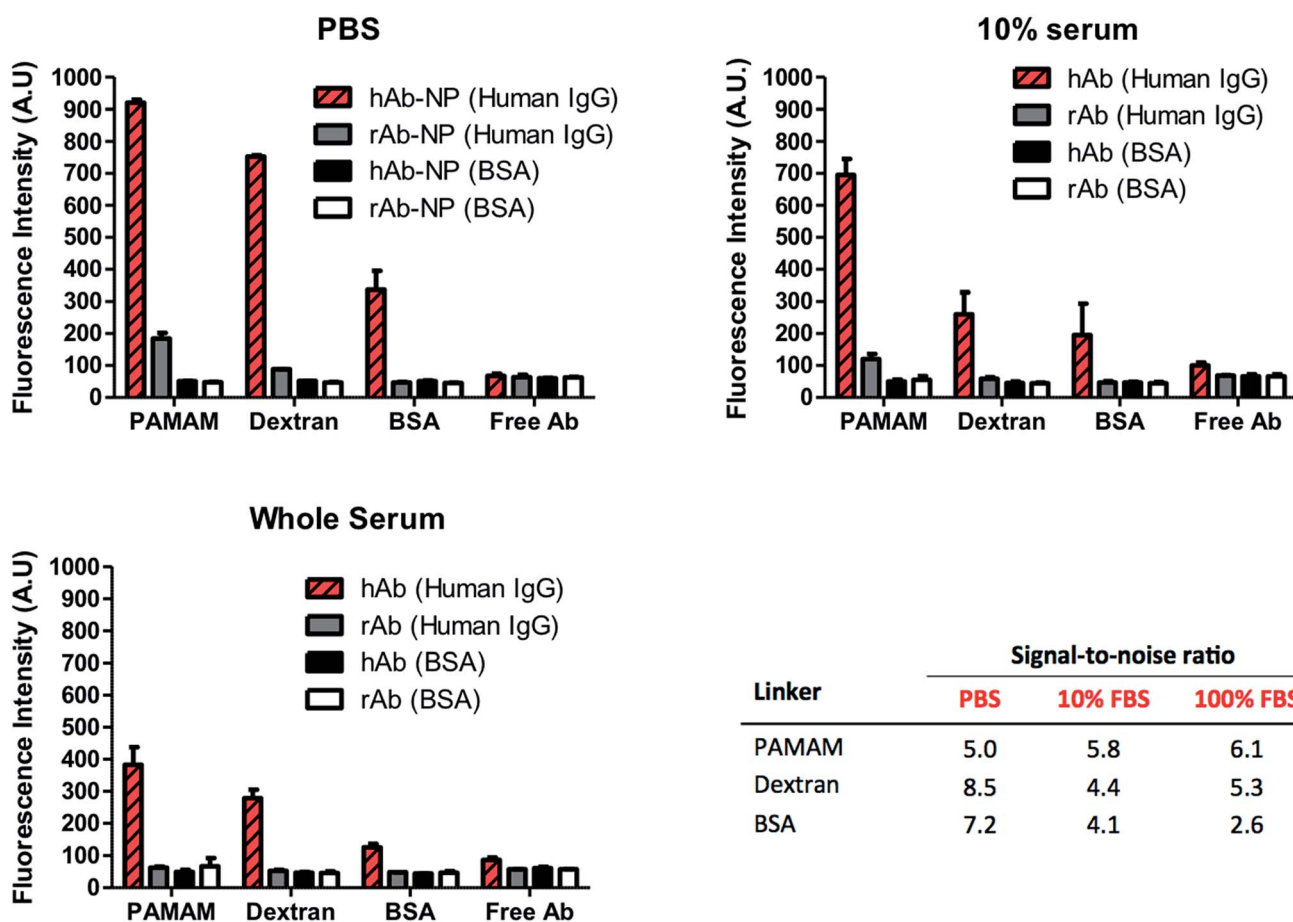 PBS
Fluorescence Intensity (A.U)
1000
900
800
700
600
500
400
300
200
100
0
hAb-NP (Human IgG)
rAb-NP (Human IgG)
hAb-NP (BSA)
rAb-NP (BSA)
PAMAM Dextran BSA Free Ab
10% serum
Fluorescence Intensity (A.U.)
1000
900
800
700
600
500
400
300
200
100
0
hAb (Human IgG)
rAb (Human IgG)
hAb (BSA)
rAb (BSA)
PAMAM Dextran BSA Free Ab
Whole Serum
Fluorescence Intensity (A.U)
1000
900
800
700
600
500
400
300
200
100
0
hAb (Human IgG)
rAb (Human IgG)
hAb (BSA)
rAb (BSA)
PAMAM Dextran BSA Free Ab
Signal-to-noise ratio
Linker PBS 10% FBS 100% FBS
PAMAM 5.0 5.8 6.1
Dextran 8.5 4.4 5.3
BSA 7.2 4.1 2.6